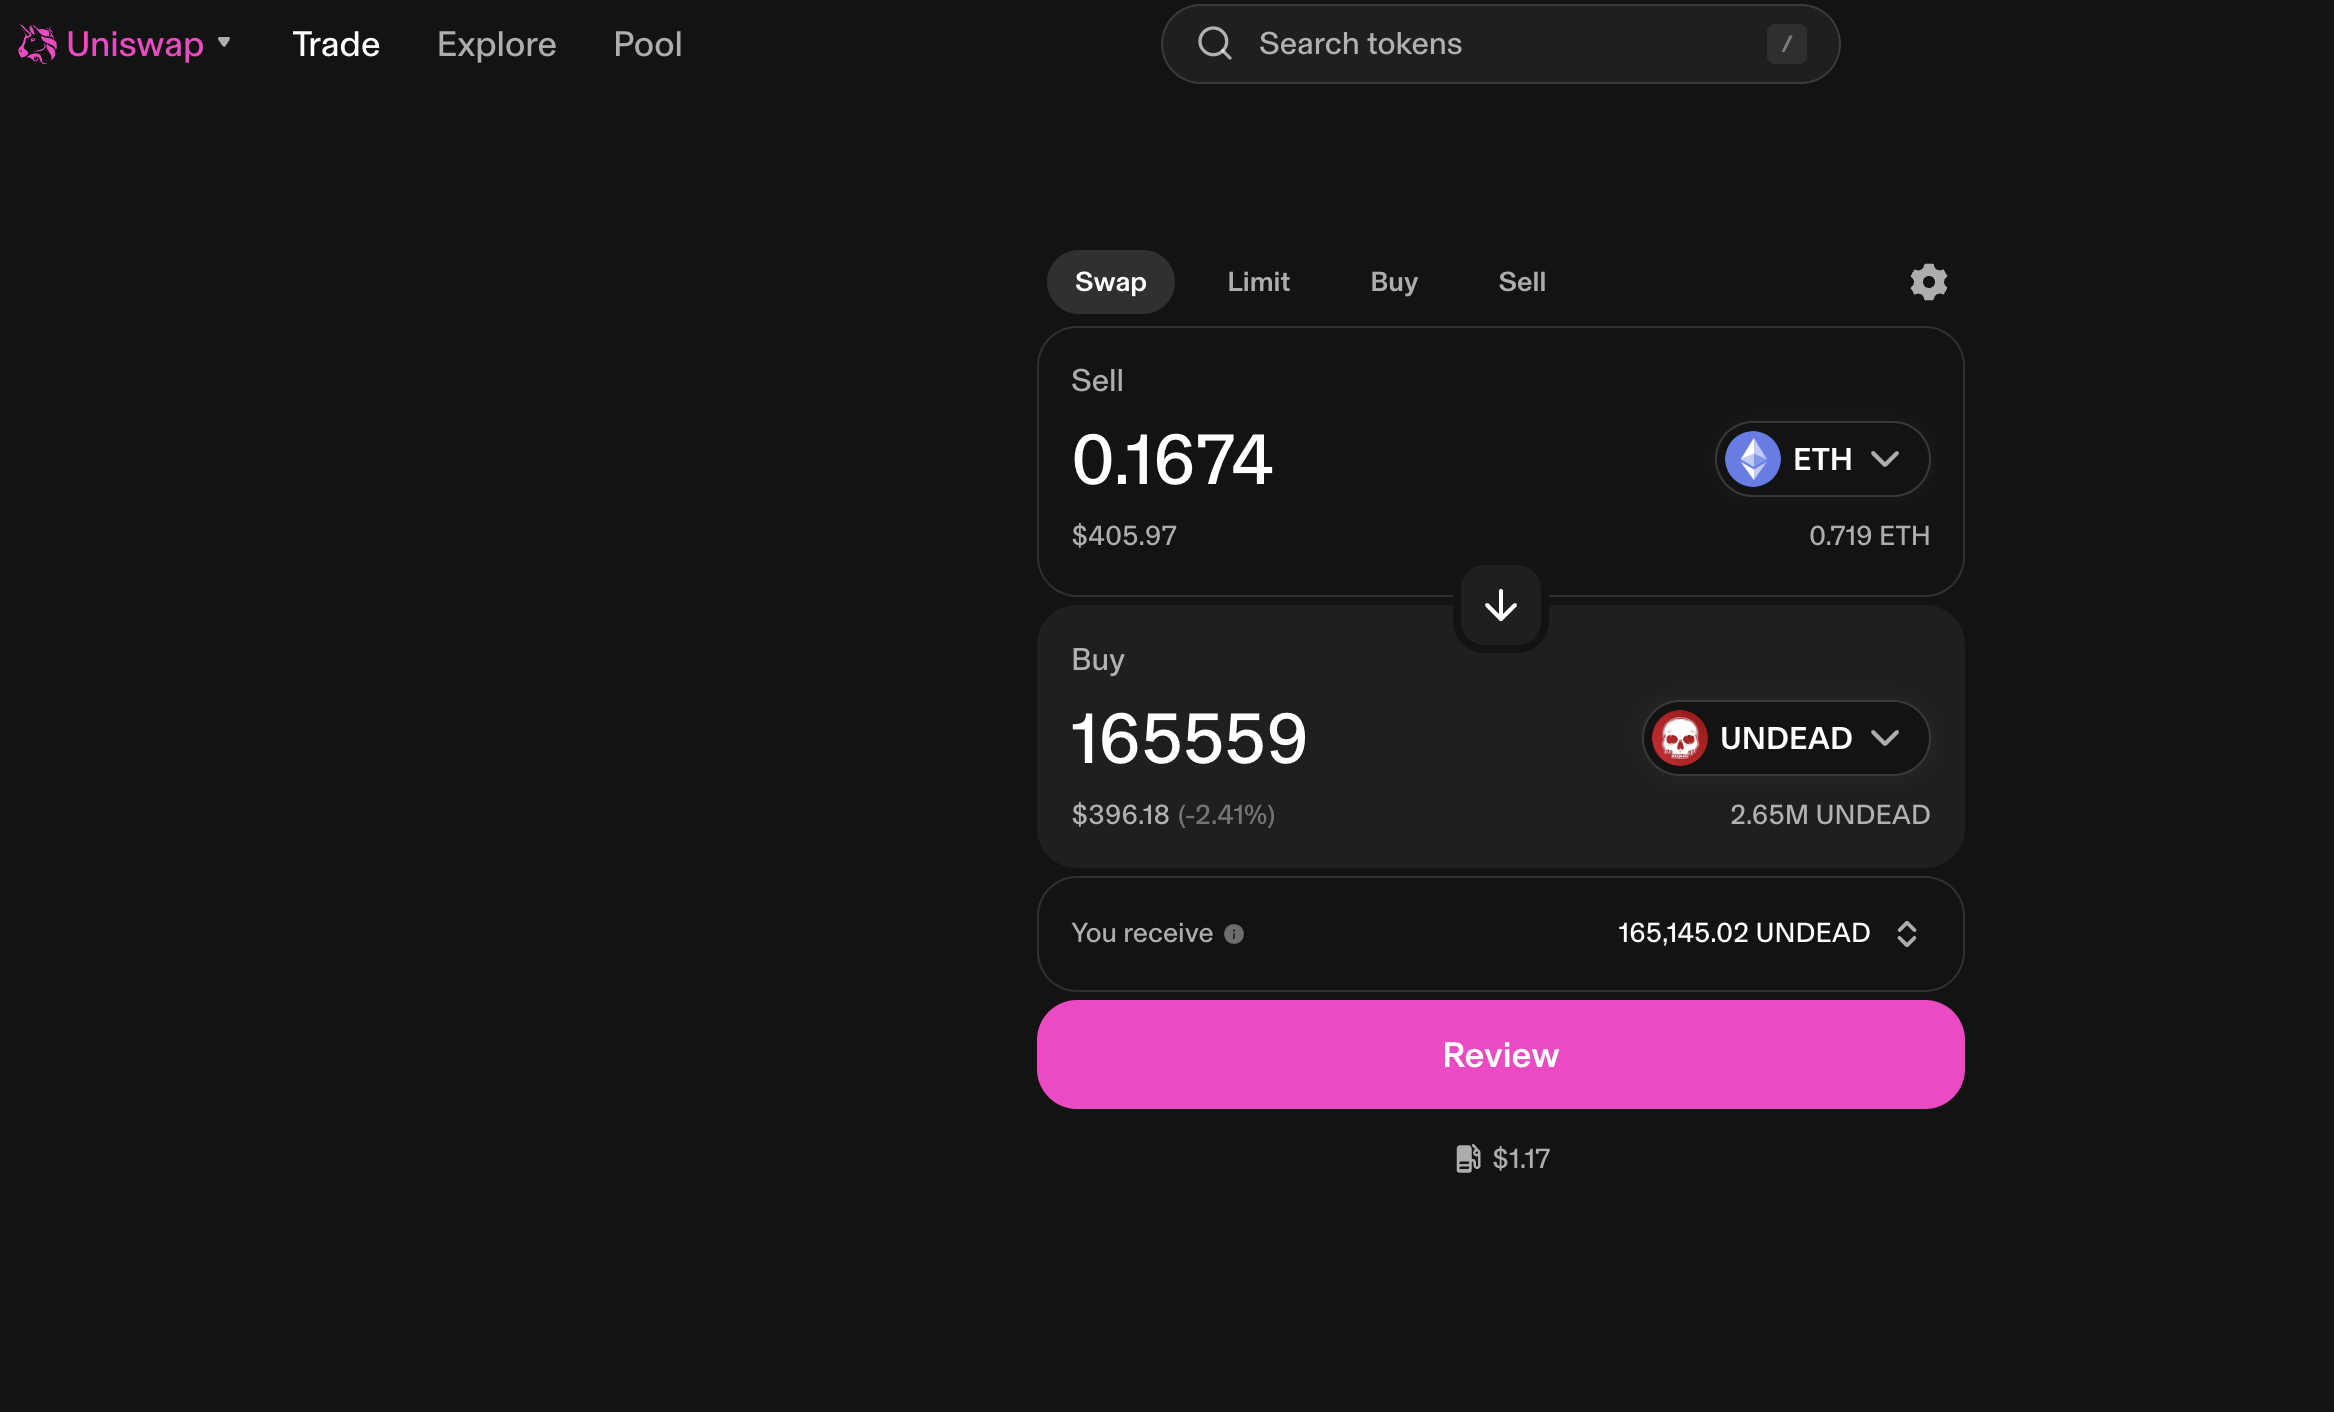 Uniswap Trade Explore Pool Search tokens /
Swap Limit Buy Sell
Sell
0.1674 ETH
$405.97 0.719 ETH
Buy
165559 UNDEAD
$396.18 (-2.41%) 2.65M UNDEAD
You receive 165,145.02 UNDEAD
Review
$1.17